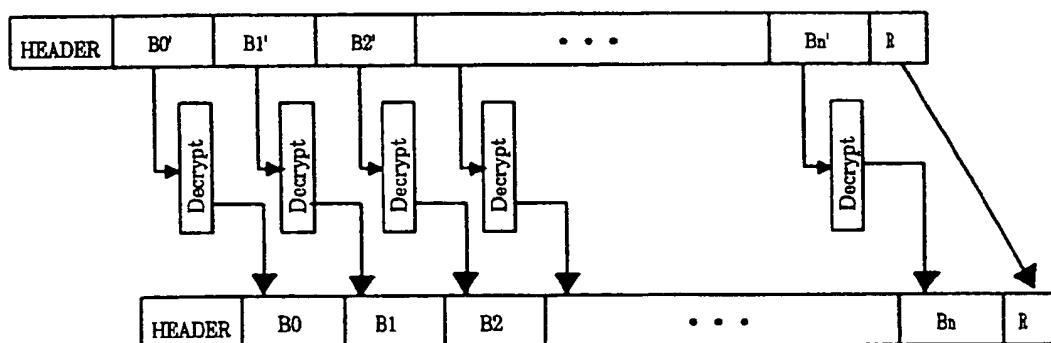 HEADER B0' B1' B2' • • • Bn' R
Decrypt Decrypt Decrypt Decrypt Decrypt
HEADER B0 B1 B2 • • • Bn R